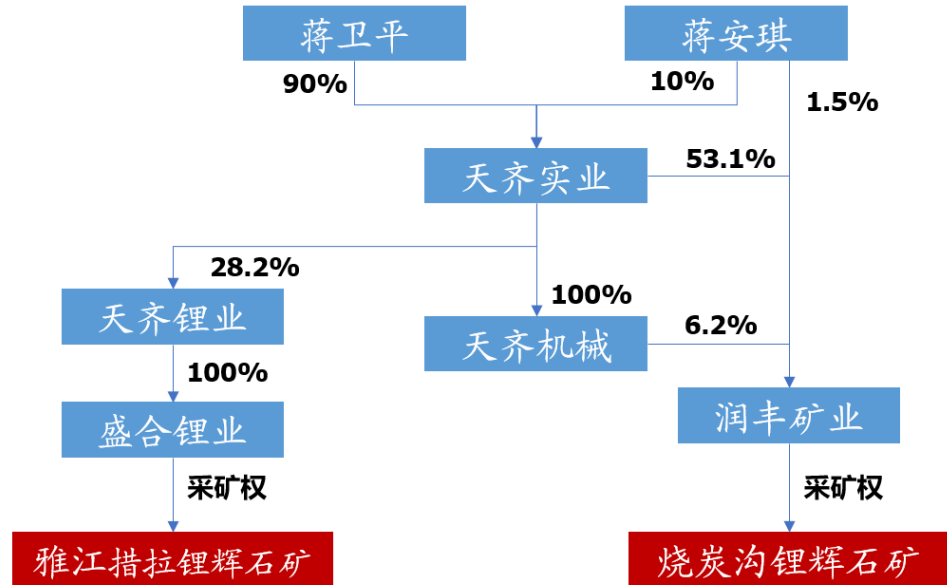 蒋卫平
蒋安琪
90%
10%
1.5%
天齐实业
53.1%
28.2%
天齐锂业
100%
天齐机械
6.2%
100%
盛合锂业
润丰矿业
采矿权
采矿权
雅江措拉锂辉石矿
烧炭沟锂辉石矿